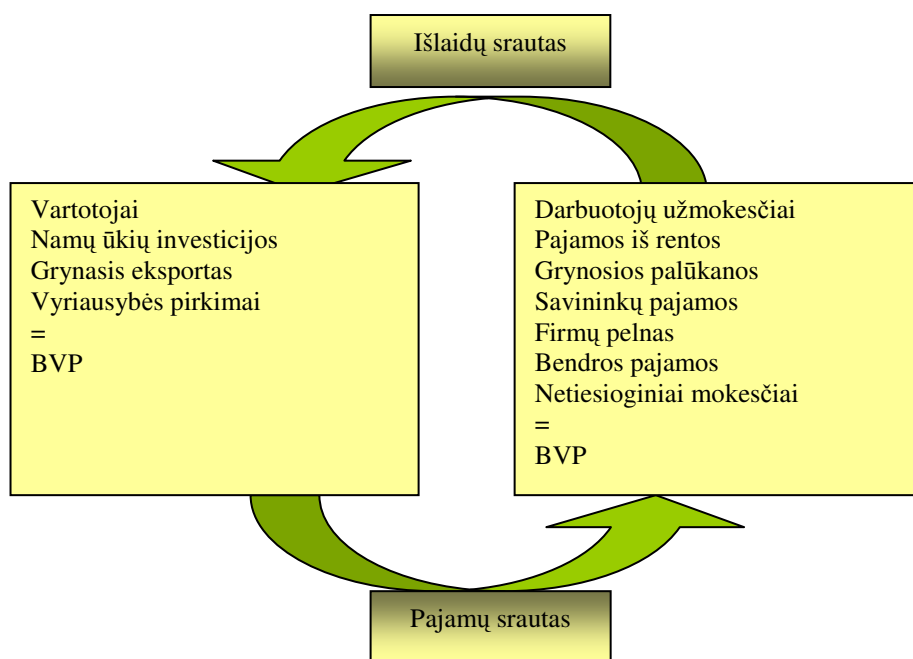 Išlaidų srautas
Vartotojai
Namų ūkių investicijos
Grynasis eksportas
Vyriausybės pirkimai
=
BVP
Darbuotojų užmokesčiai
Pajamos iš rentos
Grynosios palūkanos
Savininkų pajamos
Firmų pelnas
Bendros pajamos
Netiesioginiai mokesčiai
=
BVP
Pajamų srautas